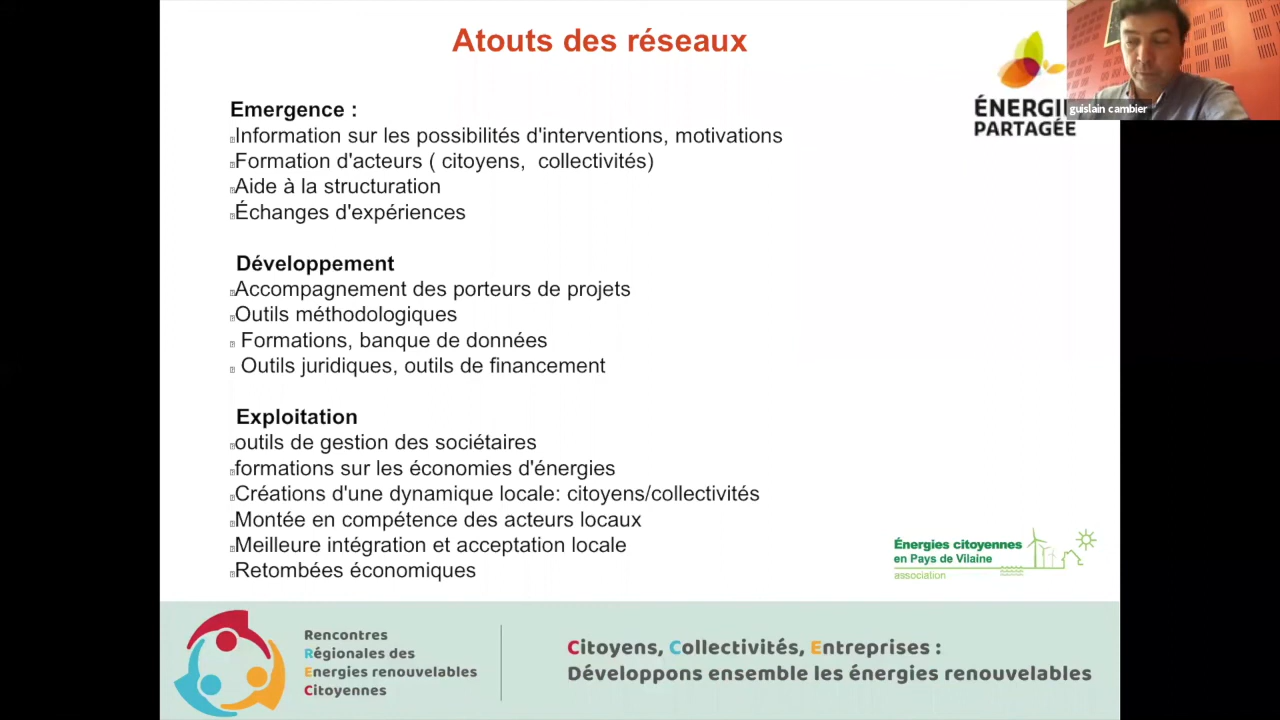 Atouts des réseaux
ÉNERGIE
PARTAGÉE
guislain cambier
Emergence :
Information sur les possibilités d'interventions, motivations
Formation d'acteurs ( citoyens, collectivités)
Aide à la structuration
Échanges d'expériences
Développement
Accompagnement des porteurs de projets
Outils méthodologiques
Formations, banque de données
Outils juridiques, outils de financement
Exploitation
outils de gestion des sociétaires
formations sur les économies d'énergies
Créations d'une dynamique locale: citoyens/collectivités
Montée en compétence des acteurs locaux
Meilleure intégration et acceptation locale
Retombées économiques
Énergies citoyennes
en Pays de Vilaine
association
Rencontres
Régionales des
Energies renouvelables
Citoyennes
Citoyens, Collectivités, Entreprises :
Développons ensemble les énergies renouvelables